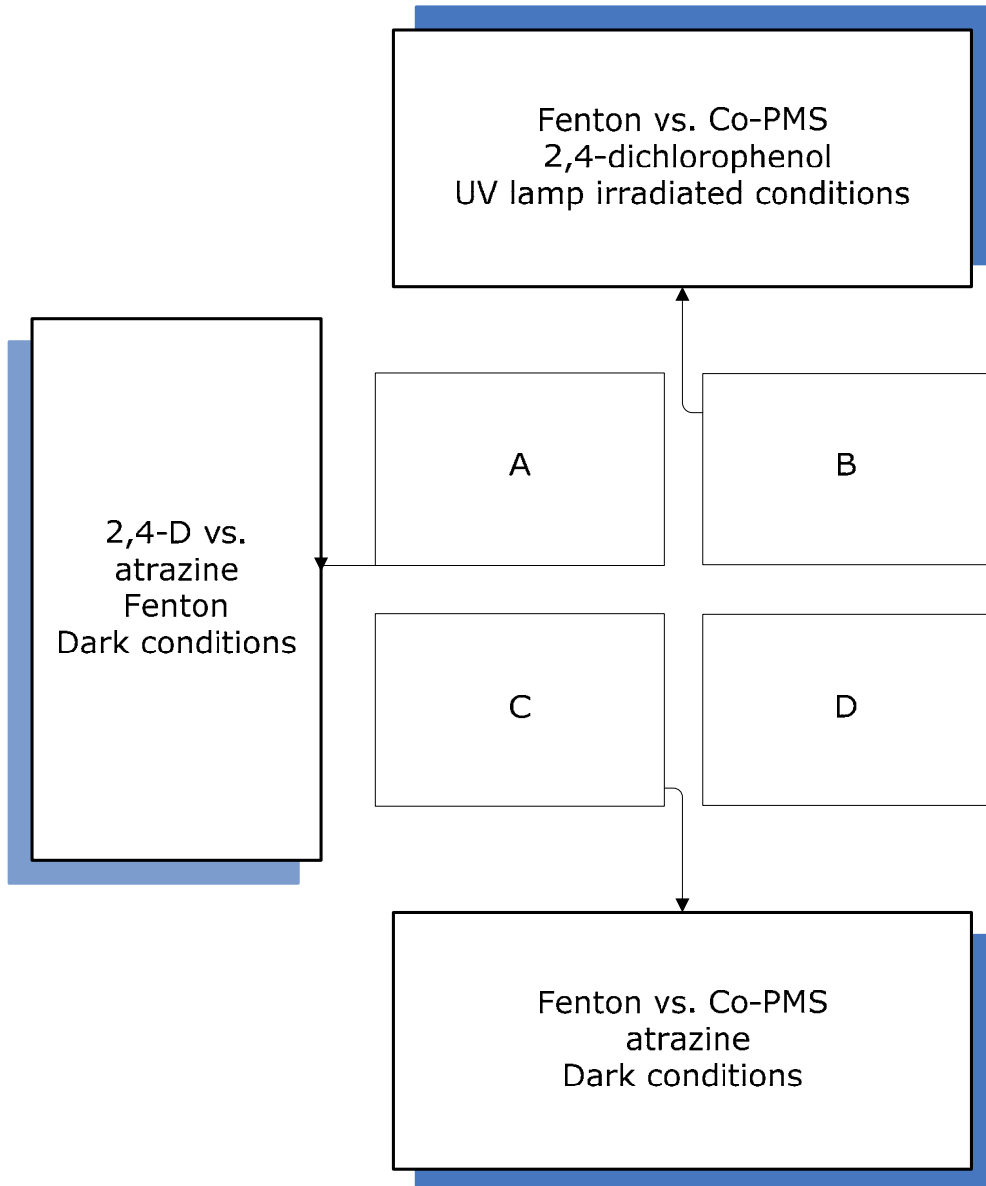 Fenton vs. Co-PMS
2,4-dichlorophenol
UV lamp irradiated conditions
A
B
2,4-D vs.
atrazine
Fenton
Dark conditions
C
D
Fenton vs. Co-PMS
atrazine
Dark conditions